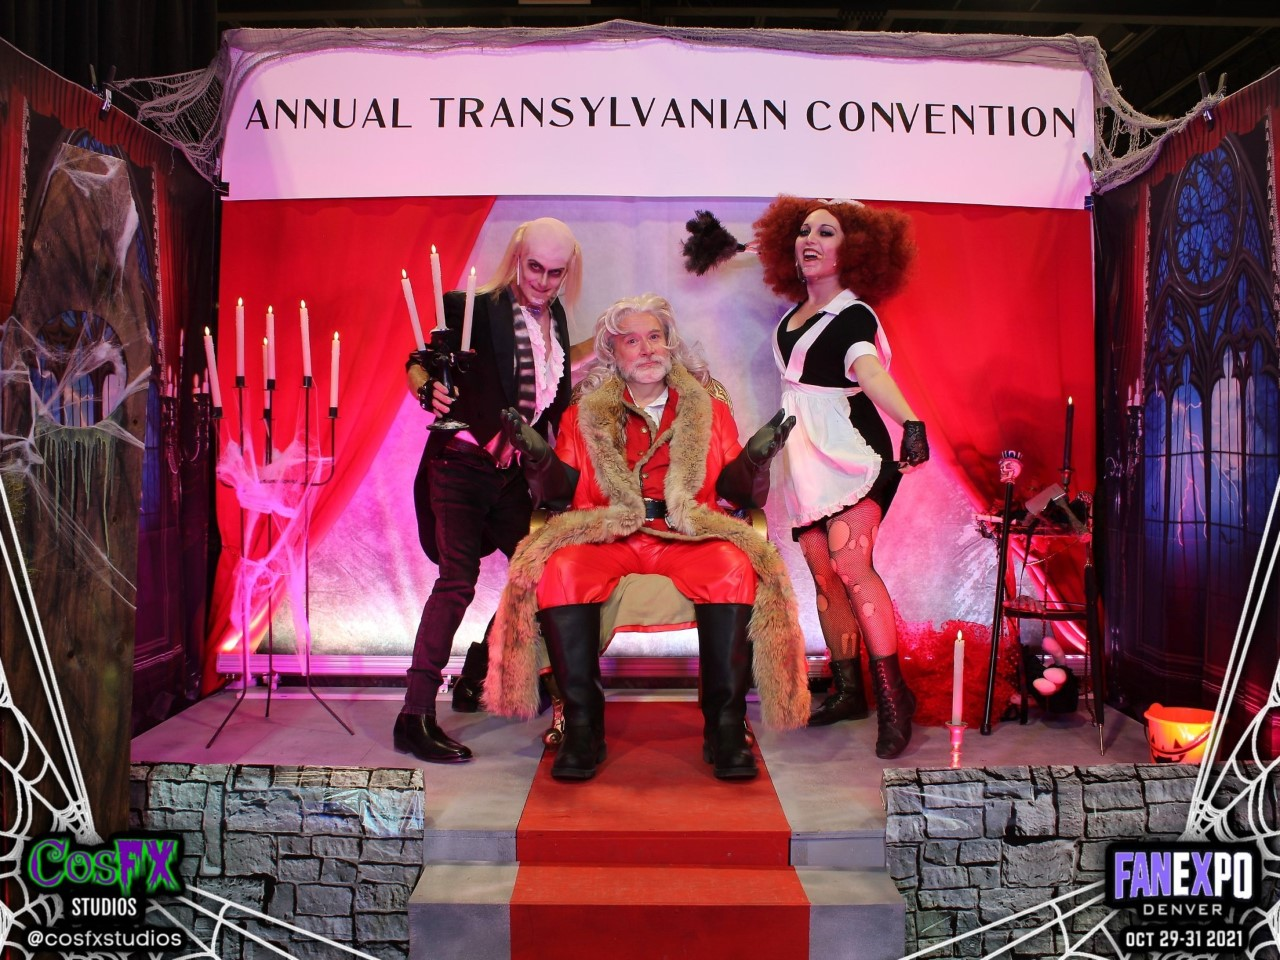 ANNUAL TRANSYLVANIAN CONVENTION
COSFX
STUDIOS
@cosfxstudios
FANEXPO
DENVER
OCT 29-31 2021